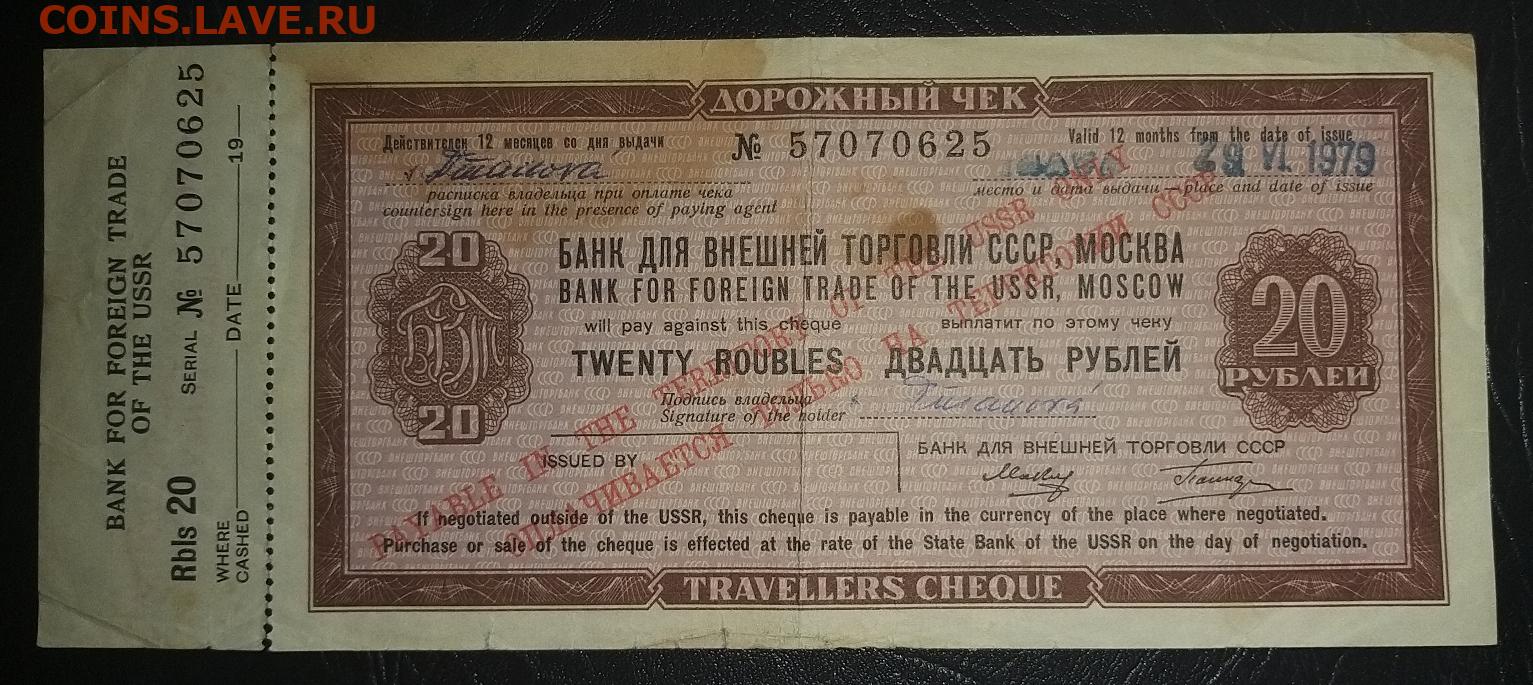 COINS.ЛАВЕ.РУ
BANK FOR FOREIGN TRADE
OF THE USSR
SERIAL № 57070625
DATE 19
Rbls 20
WHERE
CASHED
ДОРОЖНЫЙ ЧЕК
Действителен 12 месяцев со дня выдачи
№ 57070625
Valid 12 months from the date of issue
29 VI 1979
расписка владельца при оплате чека
countersign here in the presence of paying agent
место и дата выдачи — place and date of issue
20
БВТ
20
БАНК ДЛЯ ВНЕШНЕЙ ТОРГОВЛИ СССР, МОСКВА
BANK FOR FOREIGN TRADE OF THE USSR, MOSCOW
will pay against this cheque выплатит по этому чеку
TWENTY ROUBLES ДВАДЦАТЬ РУБЛЕЙ
20
РУБЛЕЙ
Подпись владельца
Signature of the holder
ISSUED BY
БАНК ДЛЯ ВНЕШНЕЙ ТОРГОВЛИ СССР
PAYABLE IN THE TERRITORY OF THE USSR ONLY
ОПЛАЧИВАЕТСЯ ТОЛЬКО НА ТЕРРИТОРИИ СССР
If negotiated outside of the USSR, this cheque is payable in the currency of the place where negotiated.
Purchase or sale of the cheque is effected at the rate of the State Bank of the USSR on the day of negotiation.
TRAVELLERS CHEQUE